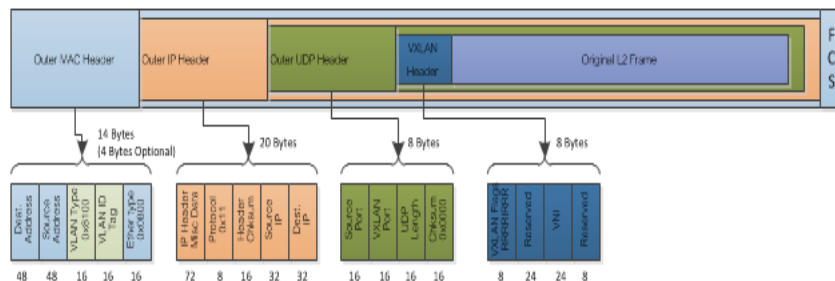 Outer MAC Header
Outer IP Header
Outer UDP Header
VXLAN
Header
Original L2 Frame
F
C
S
14 Bytes
(4 Bytes Optional)
20 Bytes
8 Bytes
8 Bytes
Dest.
Address
Source
Address
VLAN Type
0x8100
VLAN ID
Tag
Ether type
0x0800
IP Header
Misc Data
Protocol
0x11
Header
Chksum
Source
IP
Dest.
IP
Source
Port
VXLAN
Port
UDP
Length
Chksum
0x0000
VXLAN Flags
RRRRIRRR
Reserved
VNI
Reserved
48 48 16 16 16
72 8 16 32 32
16 16 16 16
8 24 24 8